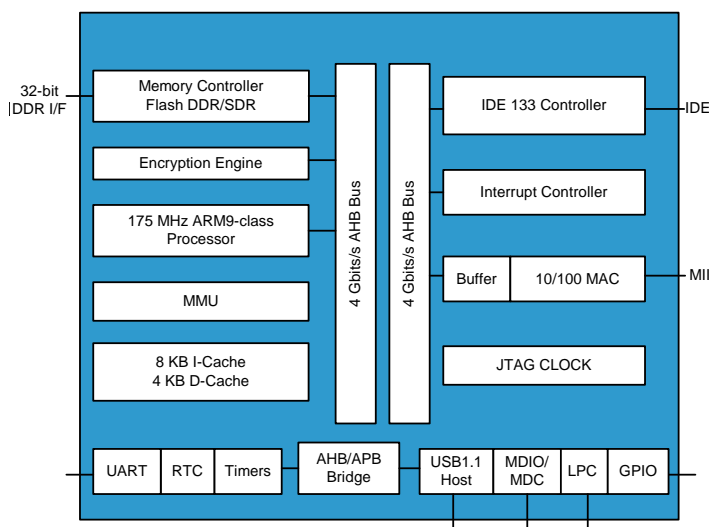 32-bit
DDR I/F
Memory Controller
Flash DDR/SDR
Encryption Engine
175 MHz ARM9-class
Processor
MMU
8 KB I-Cache
4 KB D-Cache
4 Gbits/s AHB Bus
4 Gbits/s AHB Bus
IDE 133 Controller
IDE
Interrupt Controller
Buffer
10/100 MAC
MII
JTAG CLOCK
UART
RTC
Timers
AHB/APB
Bridge
USB1.1
Host
MDIO/
MDC
LPC
GPIO